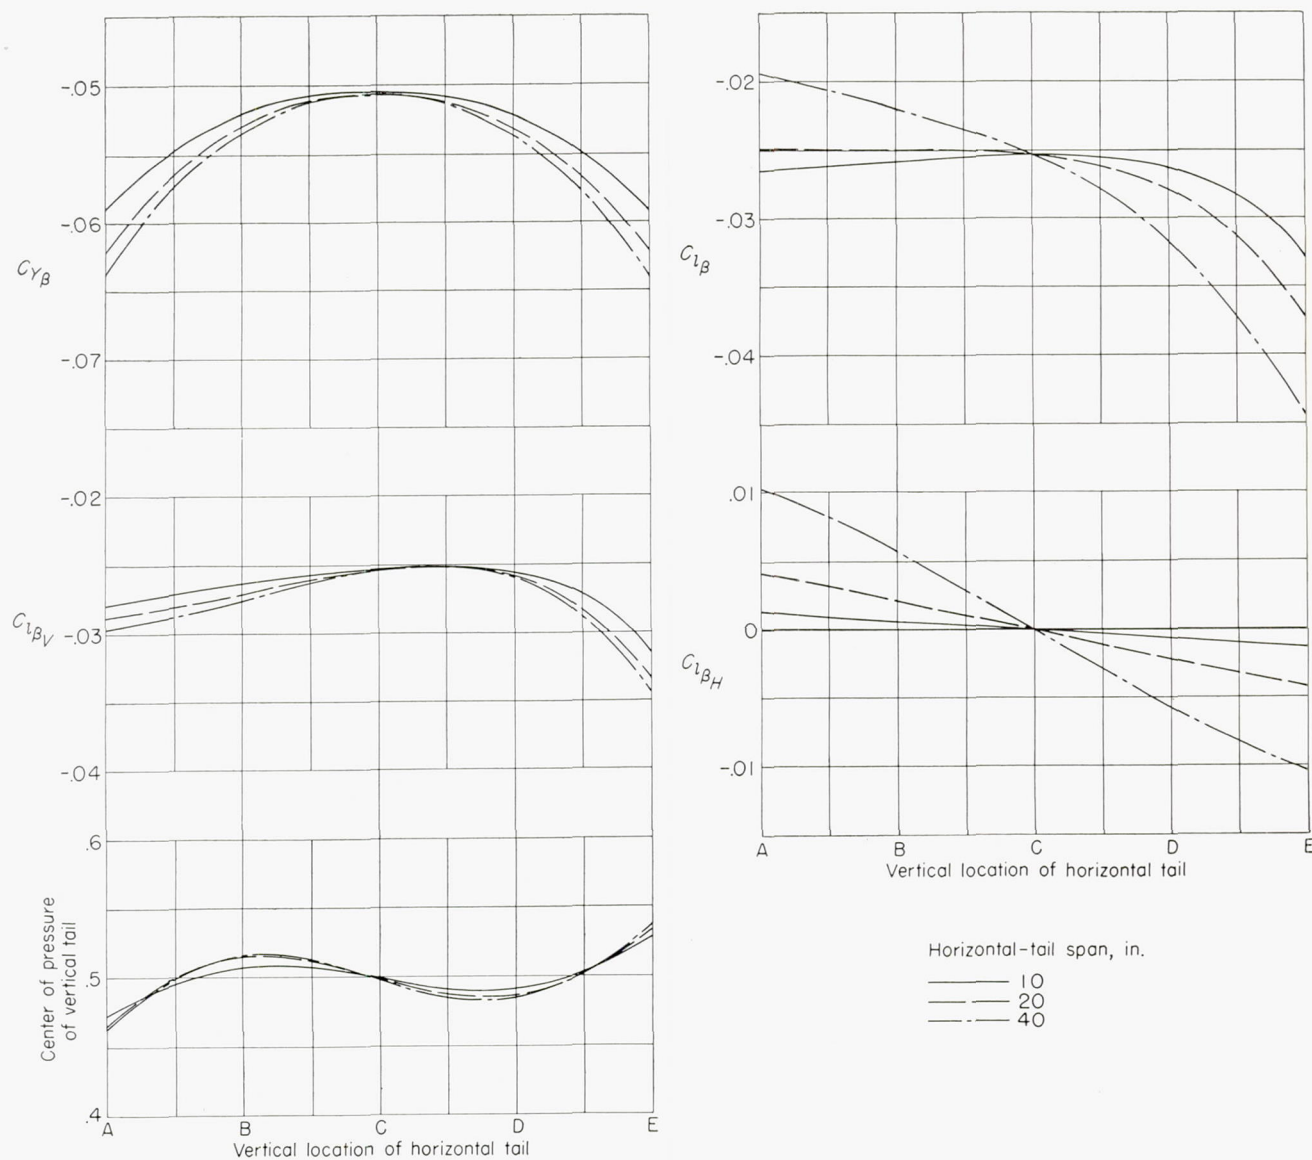 -.05
-.06
CYβ
-.07
-.02
ClβV
-.03
-.04
.6
Center of pressure
of vertical tail
.5
.4
A B C D E
Vertical location of horizontal tail
-.02
-.03
Clβ
-.04
.01
0
ClβH
-.01
A B C D E
Vertical location of horizontal tail
Horizontal-tail span, in.
10
20
40